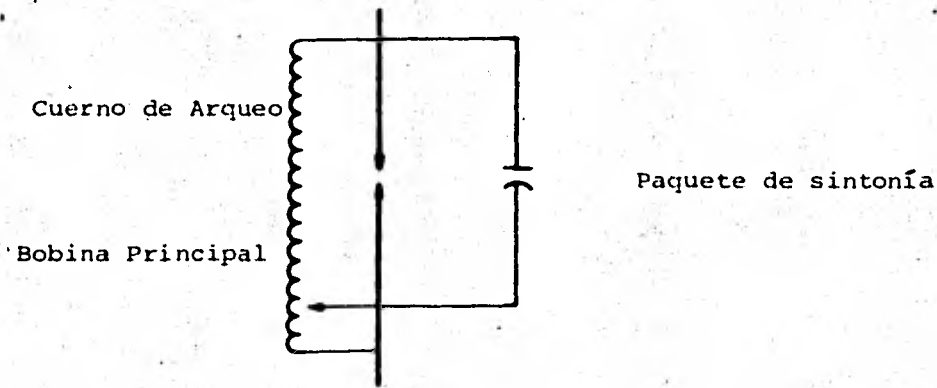 Cuerno de Arqueo
Paquete de sintonía
Bobina Principal